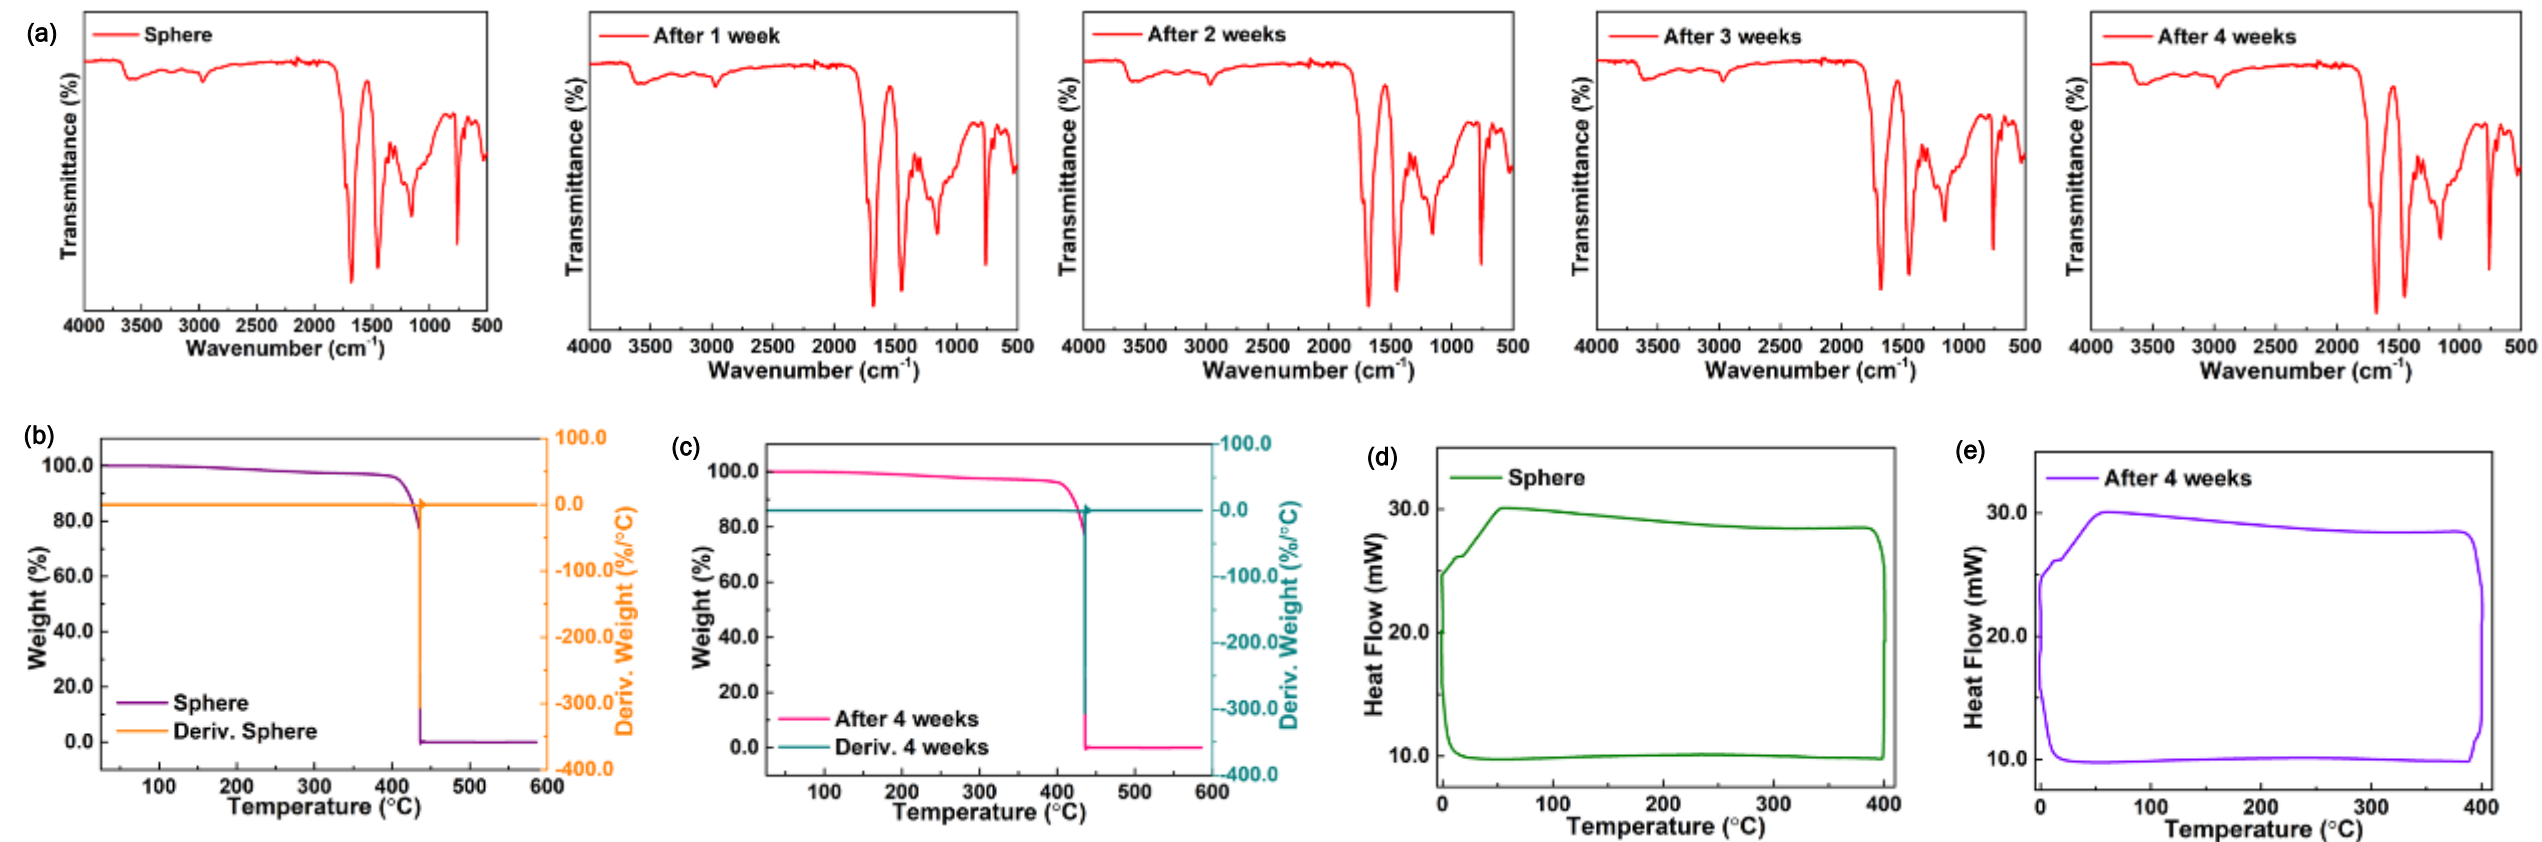 (a)
Sphere
Transmittance (%)
4000 3500 3000 2500 2000 1500 1000 500
Wavenumber (cm-1)
After 1 week
Transmittance (%)
4000 3500 3000 2500 2000 1500 1000 500
Wavenumber (cm-1)
After 2 weeks
Transmittance (%)
4000 3500 3000 2500 2000 1500 1000 500
Wavenumber (cm-1)
After 3 weeks
Transmittance (%)
4000 3500 3000 2500 2000 1500 1000 500
Wavenumber (cm-1)
After 4 weeks
Transmittance (%)
4000 3500 3000 2500 2000 1500 1000 500
Wavenumber (cm-1)
(b)
Weight (%)
100.0
80.0
60.0
40.0
20.0
0.0
Sphere
Deriv. Sphere
100.0
0.0
-100.0
-200.0
-300.0
-400.0
Deriv. Weight (%/°C)
100 200 300 400 500 600
Temperature (°C)
(c)
Weight (%)
100.0
80.0
60.0
40.0
20.0
0.0
After 4 weeks
Deriv. 4 weeks
100.0
0.0
-100.0
-200.0
-300.0
-400.0
Deriv. Weight (%/°C)
100 200 300 400 500 600
Temperature (°C)
(d)
Sphere
Heat Flow (mW)
30.0
20.0
10.0
0 100 200 300 400
Temperature (°C)
(e)
After 4 weeks
Heat Flow (mW)
30.0
20.0
10.0
0 100 200 300 400
Temperature (°C)